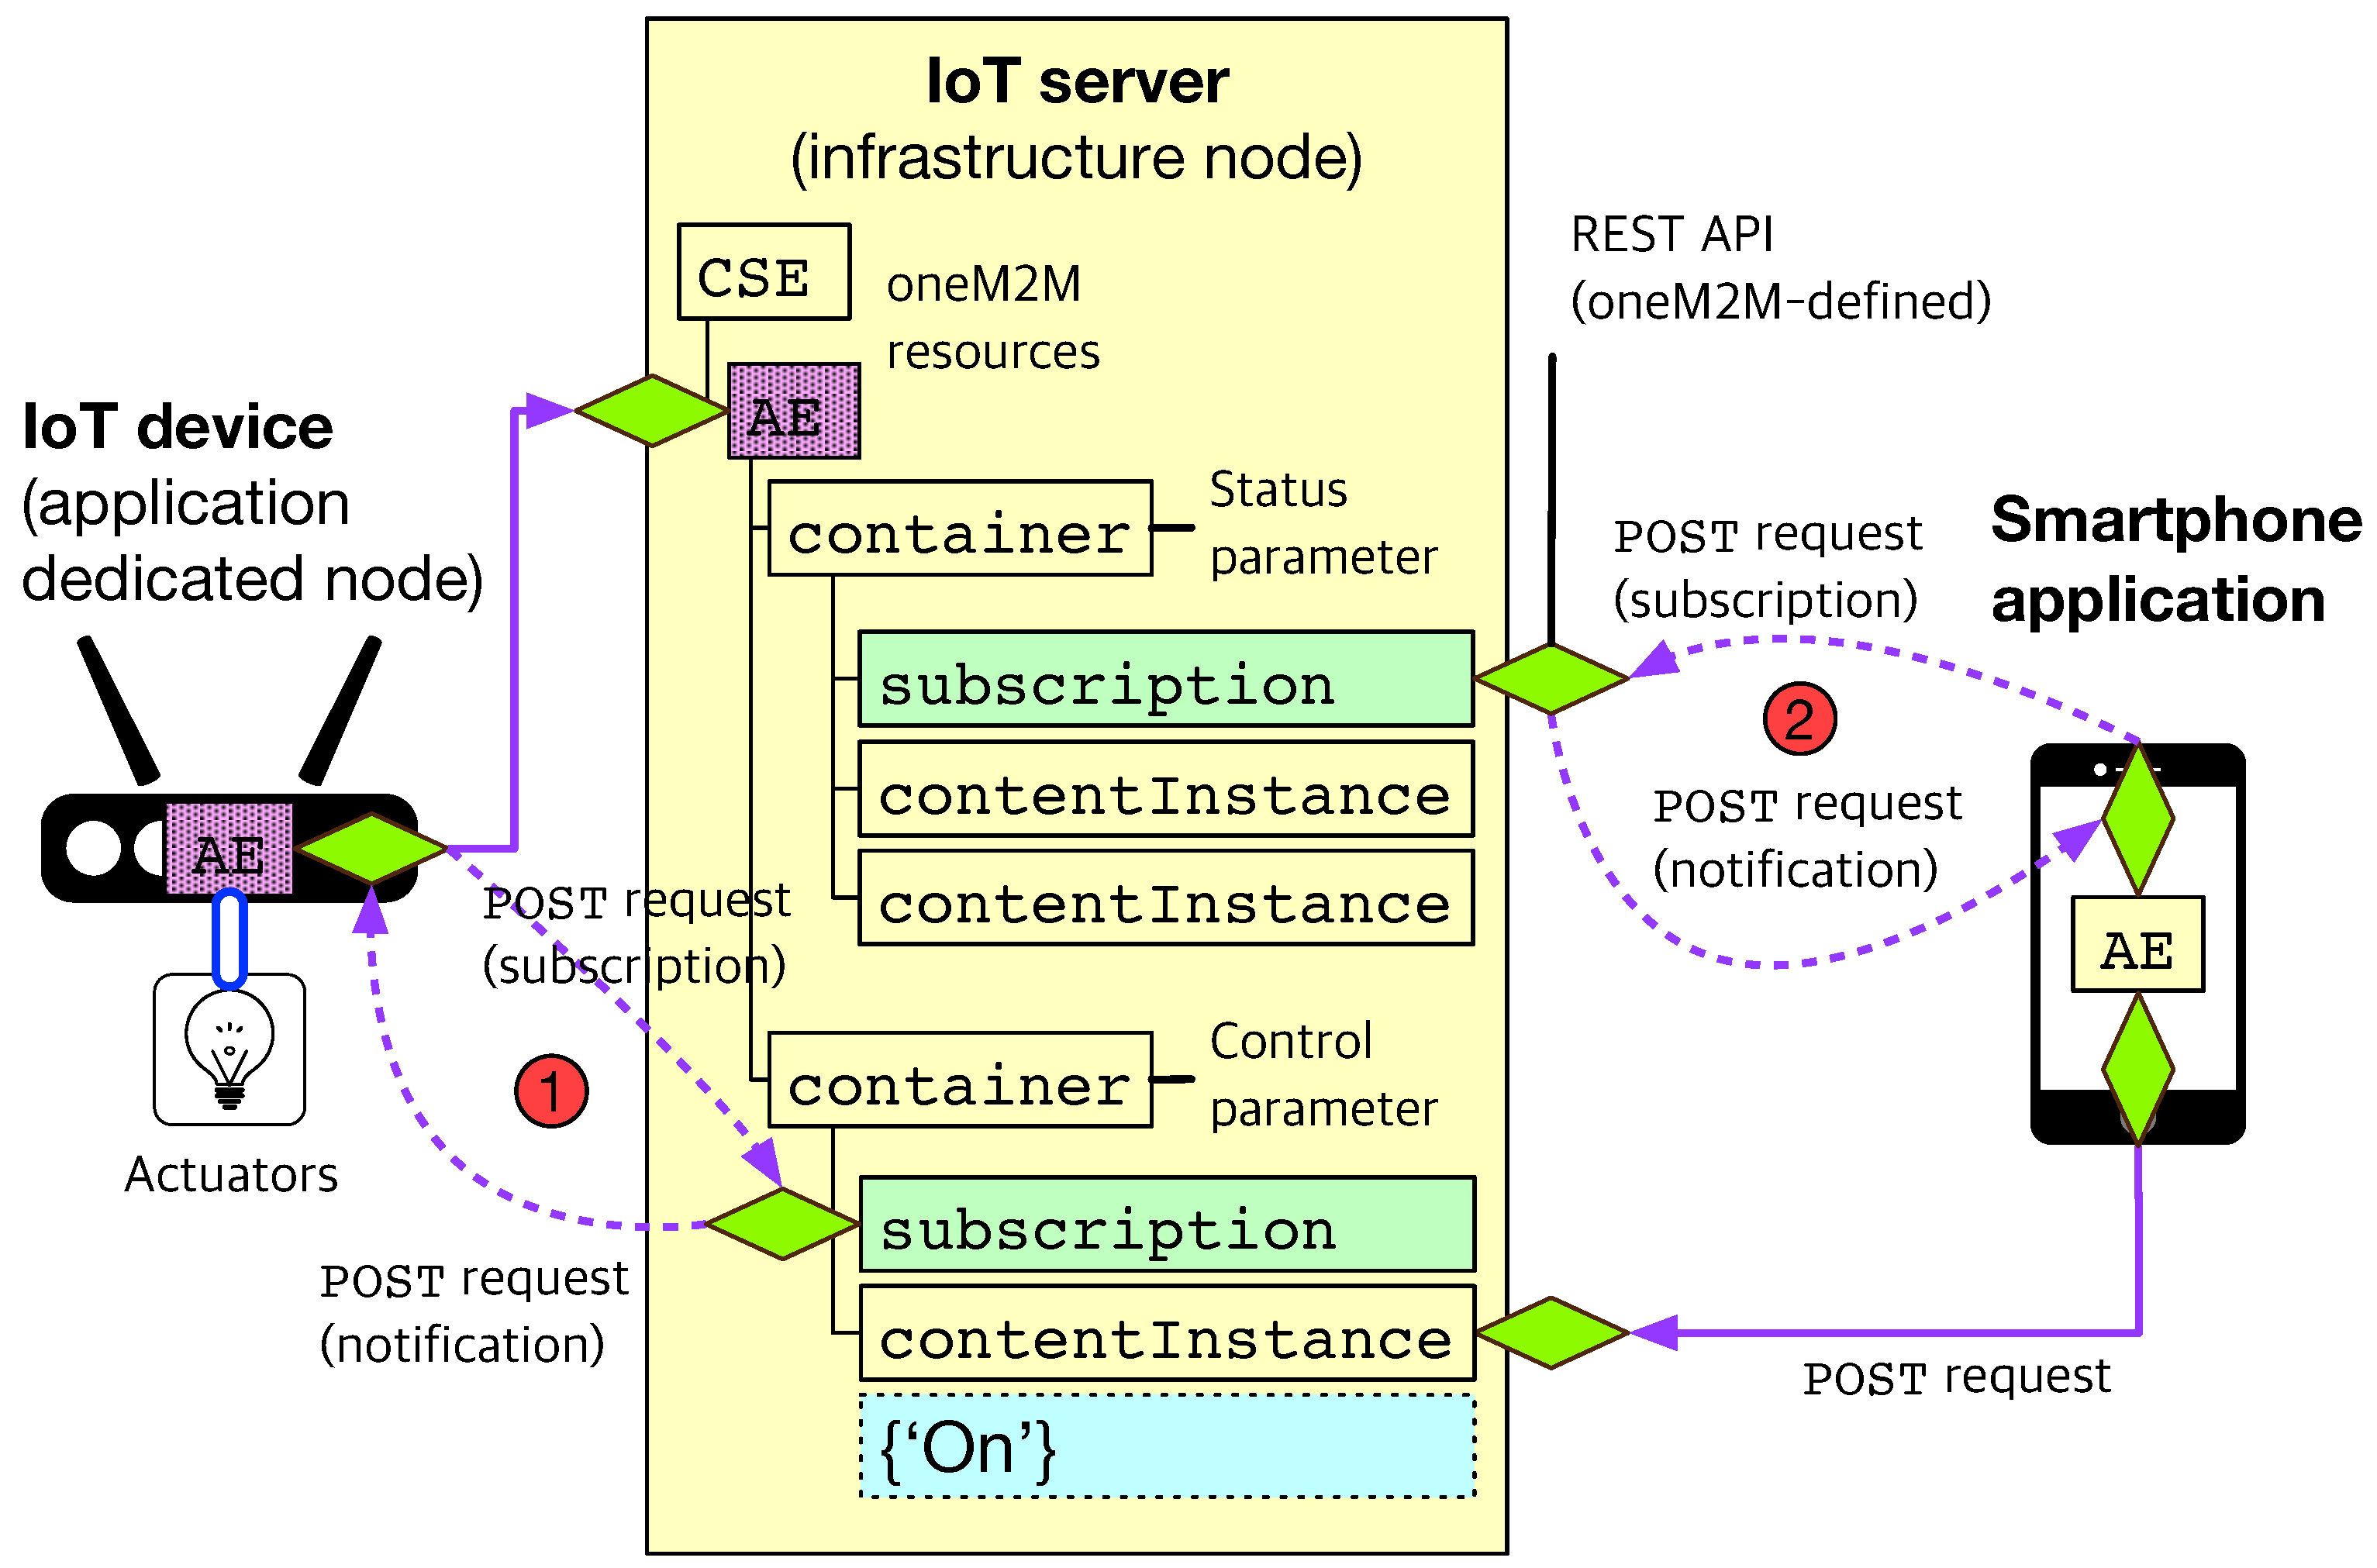 IoT server
(infrastructure node)
CSE
oneM2M
resources
AE
IoT device
(application
dedicated node)
AE
Actuators
container
Status
parameter
subscription
contentInstance
contentInstance
POST request
(subscription)
1
POST request
(notification)
container
Control
parameter
subscription
contentInstance
{‘On’}
REST API
(oneM2M-defined)
POST request
(subscription)
2
POST request
(notification)
Smartphone
application
AE
POST request